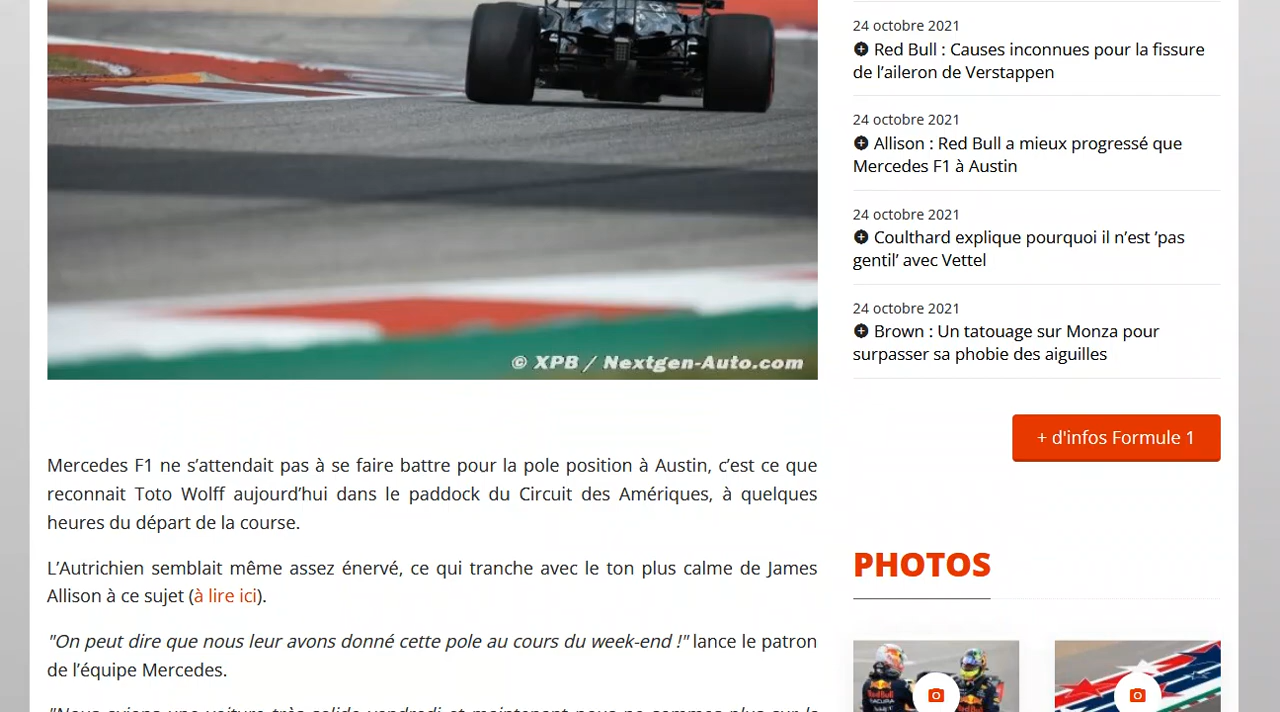 © XPB / Nextgen-Auto.com
Mercedes F1 ne s’attendait pas à se faire battre pour la pole position à Austin, c’est ce que
reconnait Toto Wolff aujourd’hui dans le paddock du Circuit des Amériques, à quelques
heures du départ de la course.
L’Autrichien semblait même assez énervé, ce qui tranche avec le ton plus calme de James
Allison à ce sujet (à lire ici).
"On peut dire que nous leur avons donné cette pole au cours du week-end !" lance le patron
de l’équipe Mercedes.
24 octobre 2021
Red Bull : Causes inconnues pour la fissure
de l’aileron de Verstappen
24 octobre 2021
Allison : Red Bull a mieux progressé que
Mercedes F1 à Austin
24 octobre 2021
Coulthard explique pourquoi il n’est ’pas
gentil’ avec Vettel
24 octobre 2021
Brown : Un tatouage sur Monza pour
surpasser sa phobie des aiguilles
+ d'infos Formule 1
PHOTOS